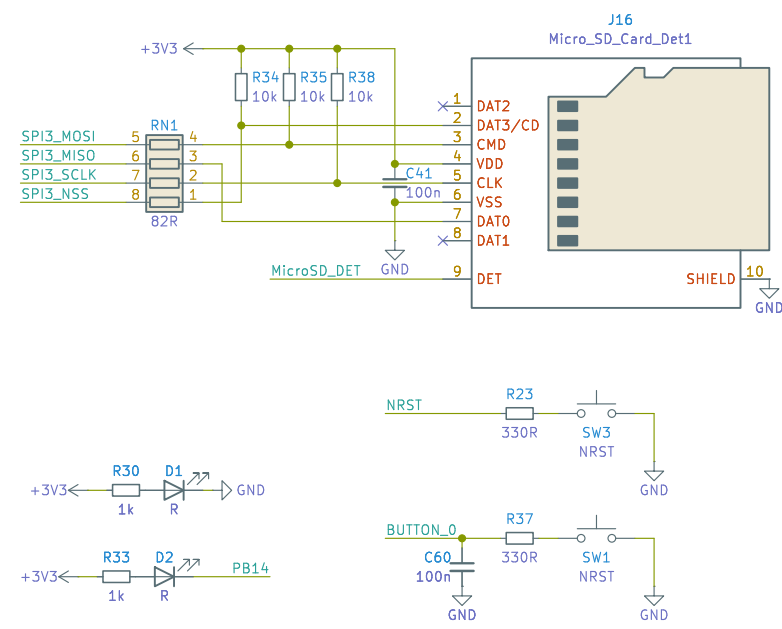 J16
Micro_SD_Card_Det1
+3V3
R34
R35
R38
10k
10k
10k
1
DAT2
2
DAT3/CD
3
CMD
4
VDD
5
CLK
6
VSS
7
DAT0
8
DAT1
9
DET
SHIELD
10
GND
RN1
SPI3_MOSI
5
4
SPI3_MISO
6
3
SPI3_SCLK
7
2
SPI3_NSS
8
1
82R
C41
100n
GND
MicroSD_DET
NRST
R23
330R
SW3
NRST
GND
R30
D1
+3V3
GND
1k
R
R33
D2
+3V3
PB14
1k
R
BUTTON_0
R37
330R
C60
100n
GND
SW1
NRST
GND